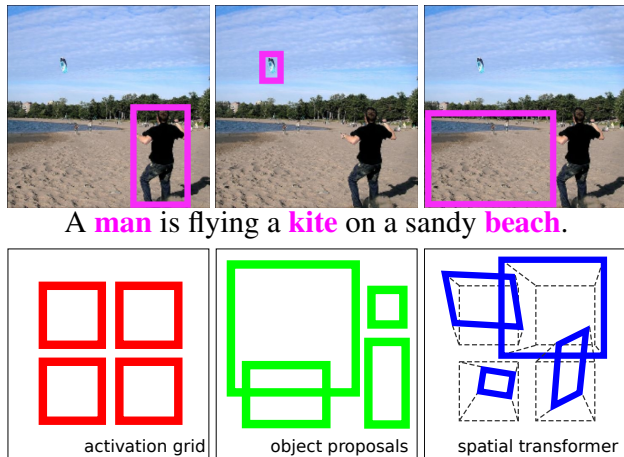 A man is flying a kite on a sandy beach.
activation grid
object proposals
spatial transformer